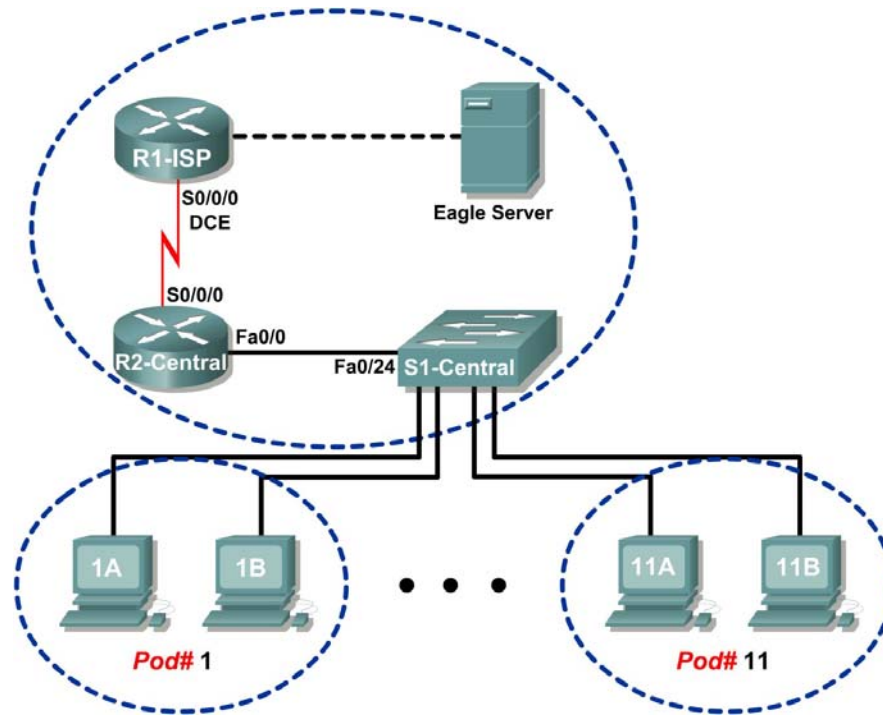 R1-ISP
S0/0/0
DCE
Eagle Server
S0/0/0
R2-Central
Fa0/0
Fa0/24
S1-Central
1A
1B
11A
11B
Pod# 1
Pod# 11